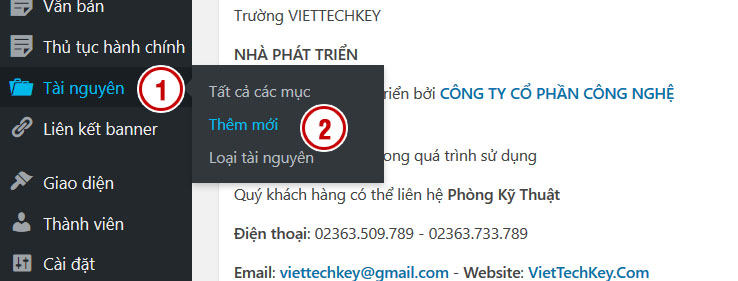 Văn bản
Thủ tục hành chính
Tài nguyên
1
Liên kết banner
Giao diện
Thành viên
Cài đặt
Tất cả các mục
Thêm mới
2
Loại tài nguyên
Trường VIETTECHKEY
NHÀ PHÁT TRIỂN
riển bởi CÔNG TY CỔ PHẦN CÔNG NGHỆ
ong quá trình sử dụng
Quý khách hàng có thể liên hệ Phòng Kỹ Thuật
Điện thoại: 02363.509.789 - 02363.733.789
Email: viettechkey@gmail.com - Website: VietTechKey.Com